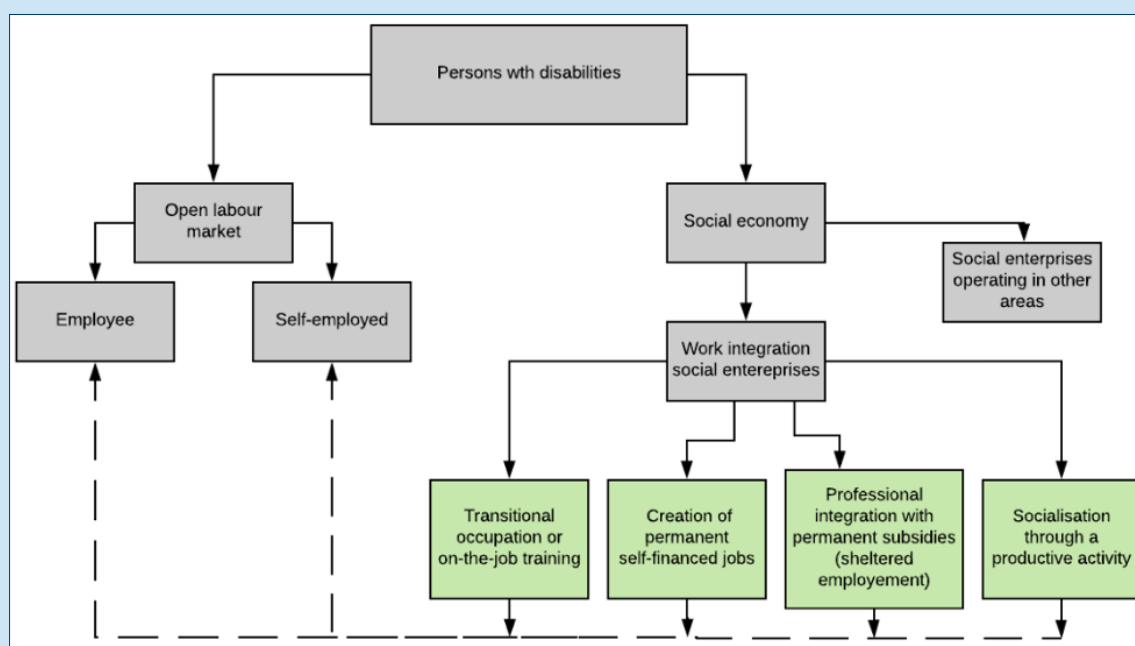 Persons wth disabilities
Open labour
market
Social economy
Social enterprises
operating in other
areas
Employee
Self-employed
Work integration
social entereprises
Transitional
occupation or
on-the-job training
Creation of
permanent
self-financed jobs
Professional
integration with
permanent subsidies
(sheltered
employement)
Socialisation
through a
productive activity